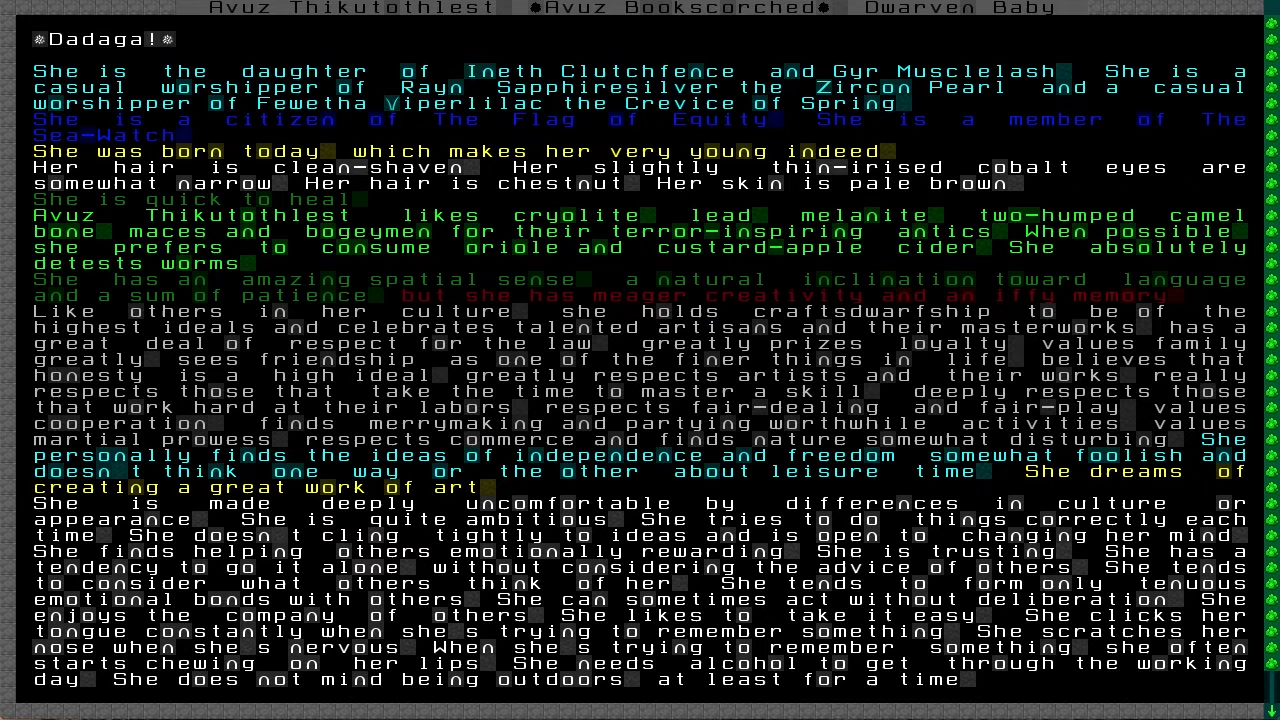 Avuz Thikutothlest ☼Avuz Bookscorched☼ Dwarven Baby
☼Dadaga!☼
She is the daughter of Ineth Clutchfence and Gyr Musclelash. She is a
casual worshipper of Rayn Sapphiresilver the Zircon Pearl and a casual
worshipper of Fewetha Viperlilac the Crevice of Spring.
She is a citizen of The Flag of Equity. She is a member of The
Sea-Watch.
She was born today, which makes her very young indeed.
Her hair is clean-shaven. Her slightly thin-irised cobalt eyes are
somewhat narrow. Her hair is chestnut. Her skin is pale brown.
She is quick to heal.
Avuz Thikutothlest likes cryolite, lead, melanite, two-humped camel
bone, maces and bogeymen for their terror-inspiring antics. When possible,
she prefers to consume oriole and custard-apple cider. She absolutely
detests worms.
She has an amazing spatial sense, a natural inclination toward language
and a sum of patience, but she has meager creativity and an iffy memory.
Like others in her culture, she holds craftsdwarfship to be of the
highest ideals and celebrates talented artisans and their masterworks, has a
great deal of respect for the law, greatly prizes loyalty, values family
greatly, sees friendship as one of the finer things in life, believes that
honesty is a high ideal, greatly respects artists and their works, really
respects those that take the time to master a skill, deeply respects those
that work hard at their labors, respects fair-dealing and fair-play, values
cooperation, finds merrymaking and partying worthwhile activities, values
martial prowess, respects commerce and finds nature somewhat disturbing. She
personally finds the ideas of independence and freedom somewhat foolish and
doesn't think one way or the other about leisure time. She dreams of
creating a great work of art.
She is made deeply uncomfortable by differences in culture or
appearance. She is quite ambitious. She tries to do things correctly each
time. She doesn't cling tightly to ideas and is open to changing her mind.
She finds helping others emotionally rewarding. She is trusting. She has a
tendency to go it alone, without considering the advice of others. She tends
to consider what others think of her. She tends to form only tenuous
emotional bonds with others. She can sometimes act without deliberation. She
enjoys the company of others. She likes to take it easy. She clicks her
tongue constantly when she's trying to remember something. She scratches her
nose when she's nervous. When she's trying to remember something, she often
starts chewing on her lips. She needs alcohol to get through the working
day. She does not mind being outdoors, at least for a time.